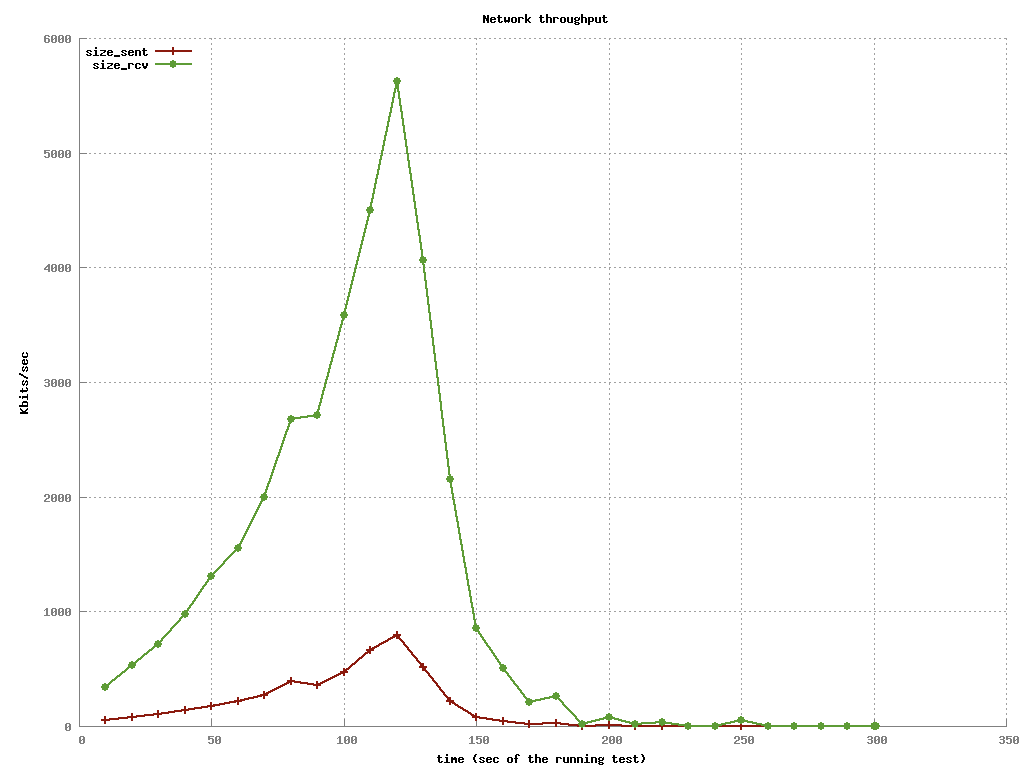 Network throughput
size_sent
size_rcv
6000
5000
4000
3000
2000
1000
0
Kbits/sec
0 50 100 150 200 250 300 350
time (sec of the running test)